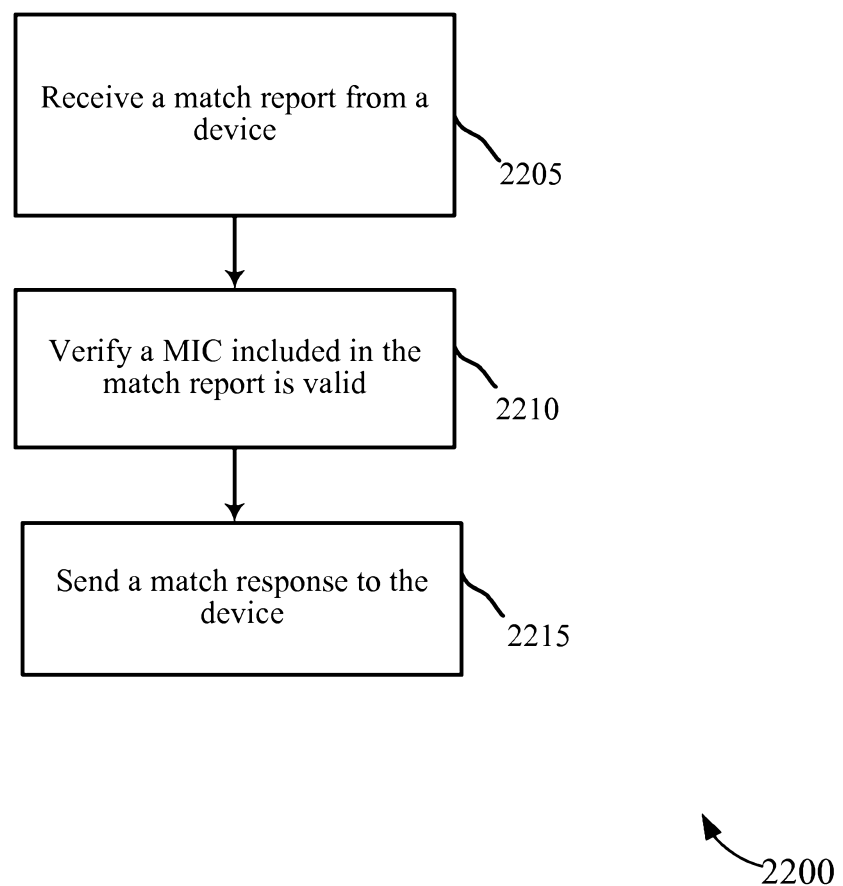 Receive a match report from a
device
2205
Verify a MIC included in the
match report is valid
2210
Send a match response to the
device
2215
2200